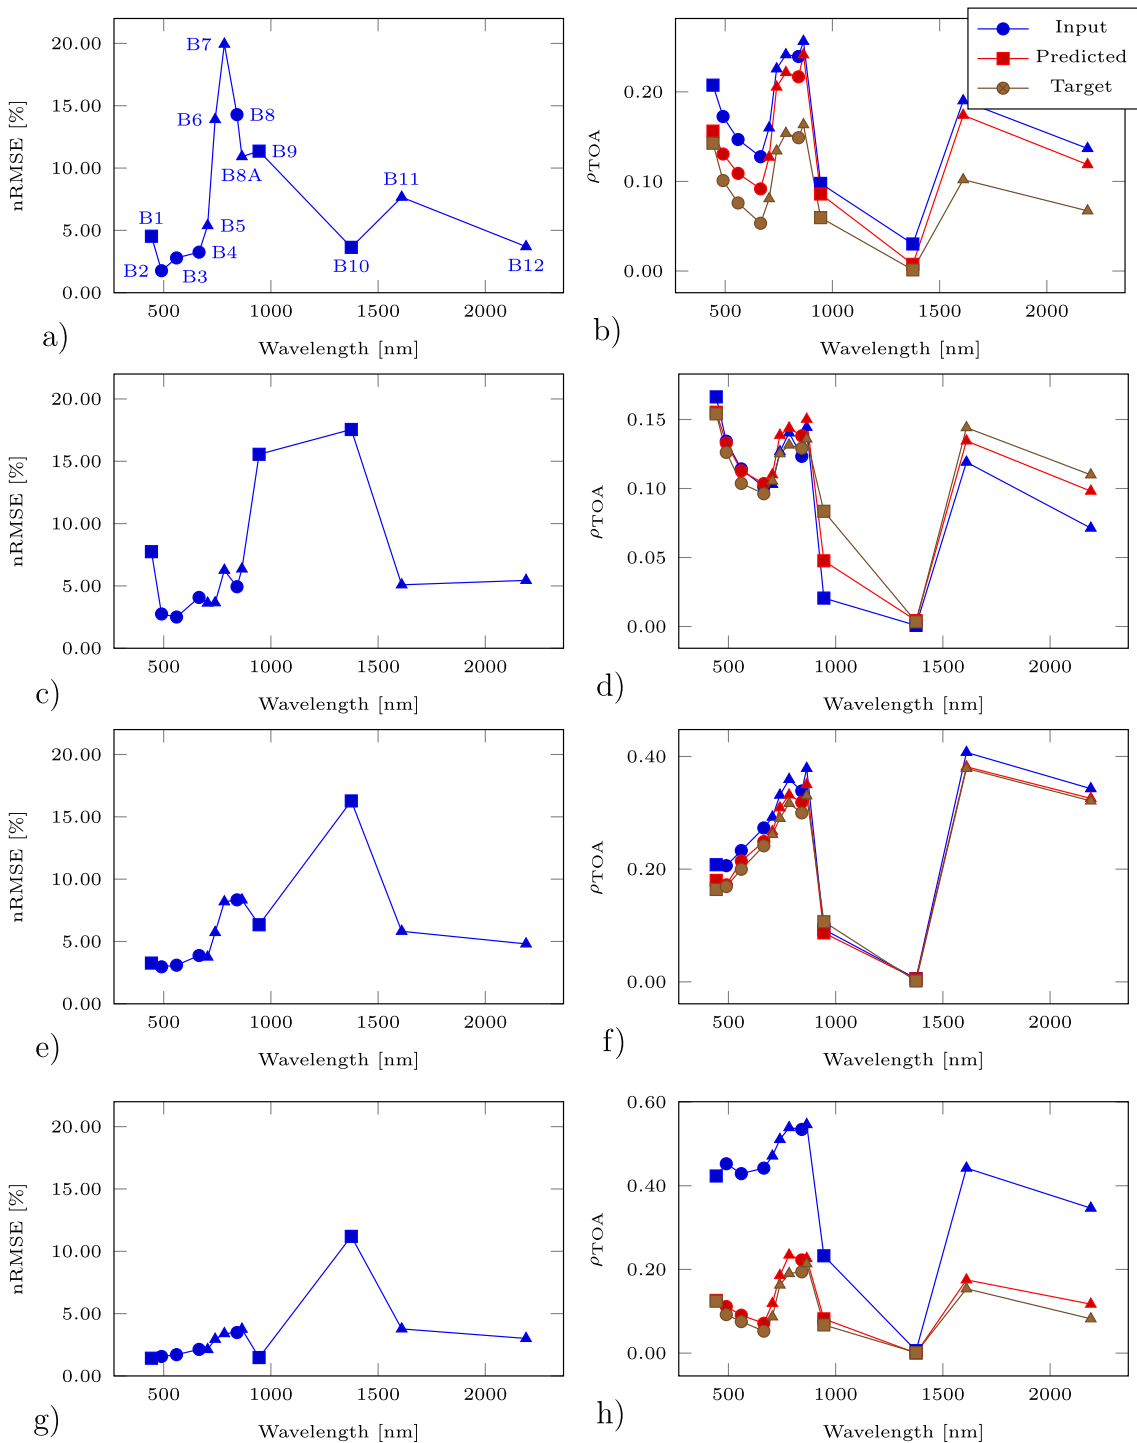 20.00
15.00
10.00
5.00
0.00
nRMSE [%]
B7
B6
B8
B8A
B9
B11
B1
B5
B4
B2
B3
B10
B12
500
1000
1500
2000
Wavelength [nm]
a)
Input
Predicted
Target
0.20
0.10
0.00
ρTOA
500
1000
1500
2000
Wavelength [nm]
b)
20.00
15.00
10.00
5.00
0.00
nRMSE [%]
500
1000
1500
2000
Wavelength [nm]
c)
0.15
0.10
0.05
0.00
ρTOA
500
1000
1500
2000
Wavelength [nm]
d)
20.00
15.00
10.00
5.00
0.00
nRMSE [%]
500
1000
1500
2000
Wavelength [nm]
e)
0.40
0.20
0.00
ρTOA
500
1000
1500
2000
Wavelength [nm]
f)
20.00
15.00
10.00
5.00
0.00
nRMSE [%]
500
1000
1500
2000
Wavelength [nm]
g)
0.60
0.40
0.20
0.00
ρTOA
500
1000
1500
2000
Wavelength [nm]
h)